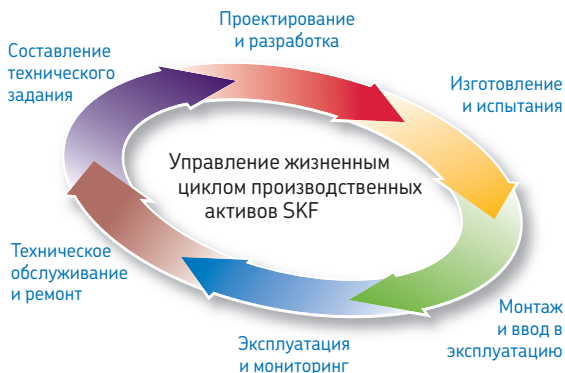 Проектирование
и разработка
Составление
технического
задания
Изготовление
и испытания
Управление жизненным
циклом производственных
активов SKF
Техническое
обслуживание
и ремонт
Монтаж
и ввод в
эксплуатацию
Эксплуатация
и мониторинг